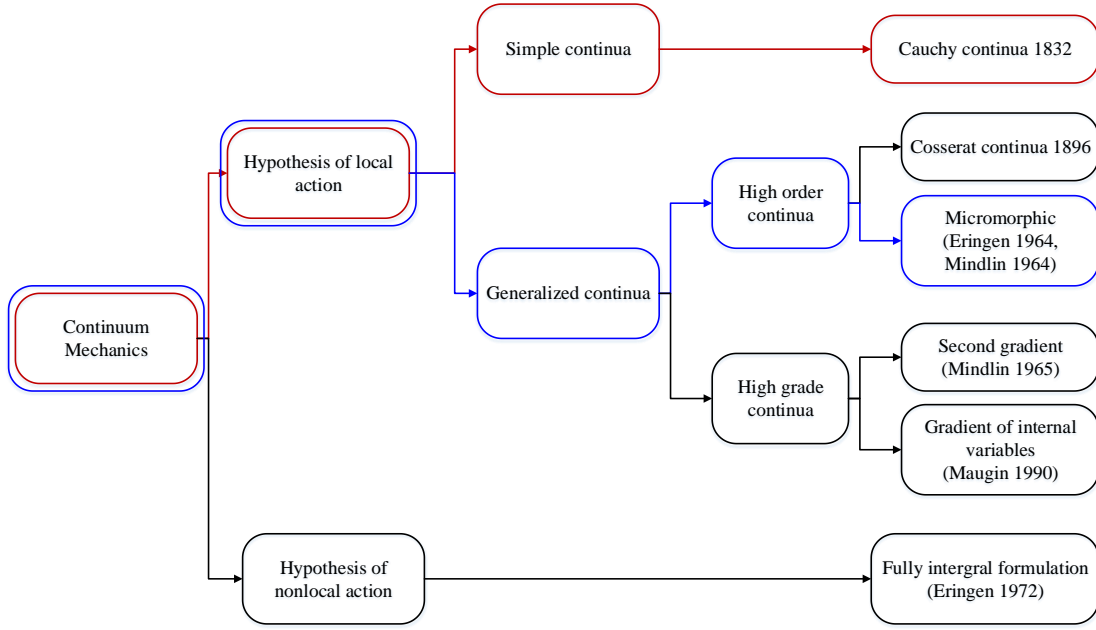 Simple continua
Cauchy continua 1832
Hypothesis of local
action
Cosserat continua 1896
High order
continua
Micromorphic
(Eringen 1964,
Mindlin 1964)
Generalized continua
Continuum
Mechanics
Second gradient
(Mindlin 1965)
High grade
continua
Gradient of internal
variables
(Maugin 1990)
Hypothesis of
nonlocal action
Fully intergral formulation
(Eringen 1972)